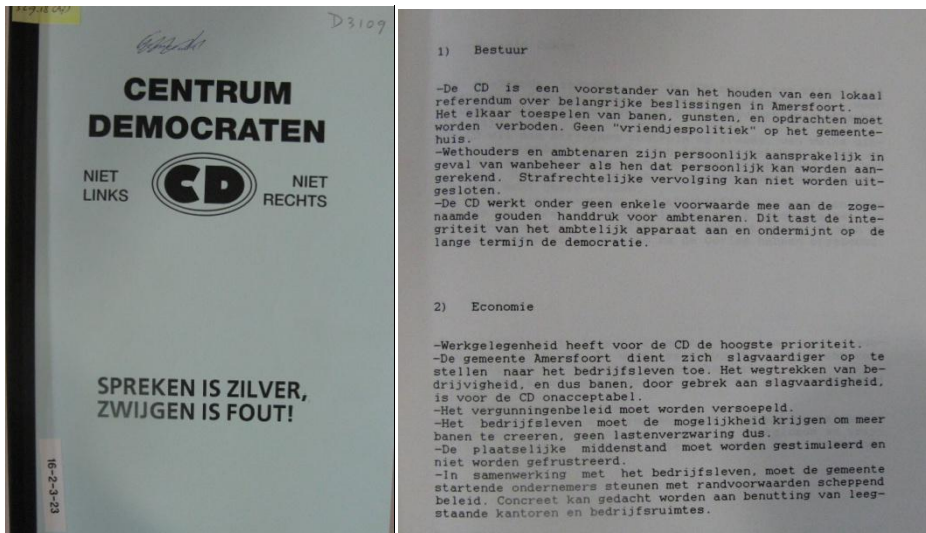 D3109
CENTRUM
DEMOCRATEN
NIET
LINKS
CD
NIET
RECHTS
SPREKEN IS ZILVER,
ZWIJGEN IS FOUT!
16-2-3-23
1) Bestuur
-De CD is een voorstander van het houden van een lokaal
referendum over belangrijke beslissingen in Amersfoort.
Het elkaar toespelen van banen, gunsten, en opdrachten moet
worden verboden. Geen "vriendjespolitiek" op het gemeente-
huis.
-Wethouders en ambtenaren zijn persoonlijk aansprakelijk in
geval van wanbeheer als hen dat persoonlijk kan worden aan-
gerekend. Strafrechtelijke vervolging kan niet worden uit-
gesloten.
-De CD werkt onder geen enkele voorwaarde mee aan de zoge-
naamde gouden handdruk voor ambtenaren. Dit tast de inte-
griteit van het ambtelijk apparaat aan en ondermijnt op de
lange termijn de democratie.
2) Economie
-Werkgelegenheid heeft voor de CD de hoogste prioriteit.
-De gemeente Amersfoort dient zich slagvaardiger op te
stellen naar het bedrijfsleven toe. Het wegtrekken van be-
drijvigheid, en dus banen, door gebrek aan slagvaardigheid,
is voor de CD onacceptabel.
-Het vergunningenbeleid moet worden versoepeld.
-Het bedrijfsleven moet de mogelijkheid krijgen om meer
banen te creeren, geen lastenverzwaring dus.
-De plaatselijke middenstand moet worden gestimuleerd en
niet worden gefrustreerd.
-In samenwerking met het bedrijfsleven, moet de gemeente
startende ondernemers steunen met randvoorwaarden scheppend
beleid. Concreet kan gedacht worden aan benutting van leeg-
staande kantoren en bedrijfsruimtes.